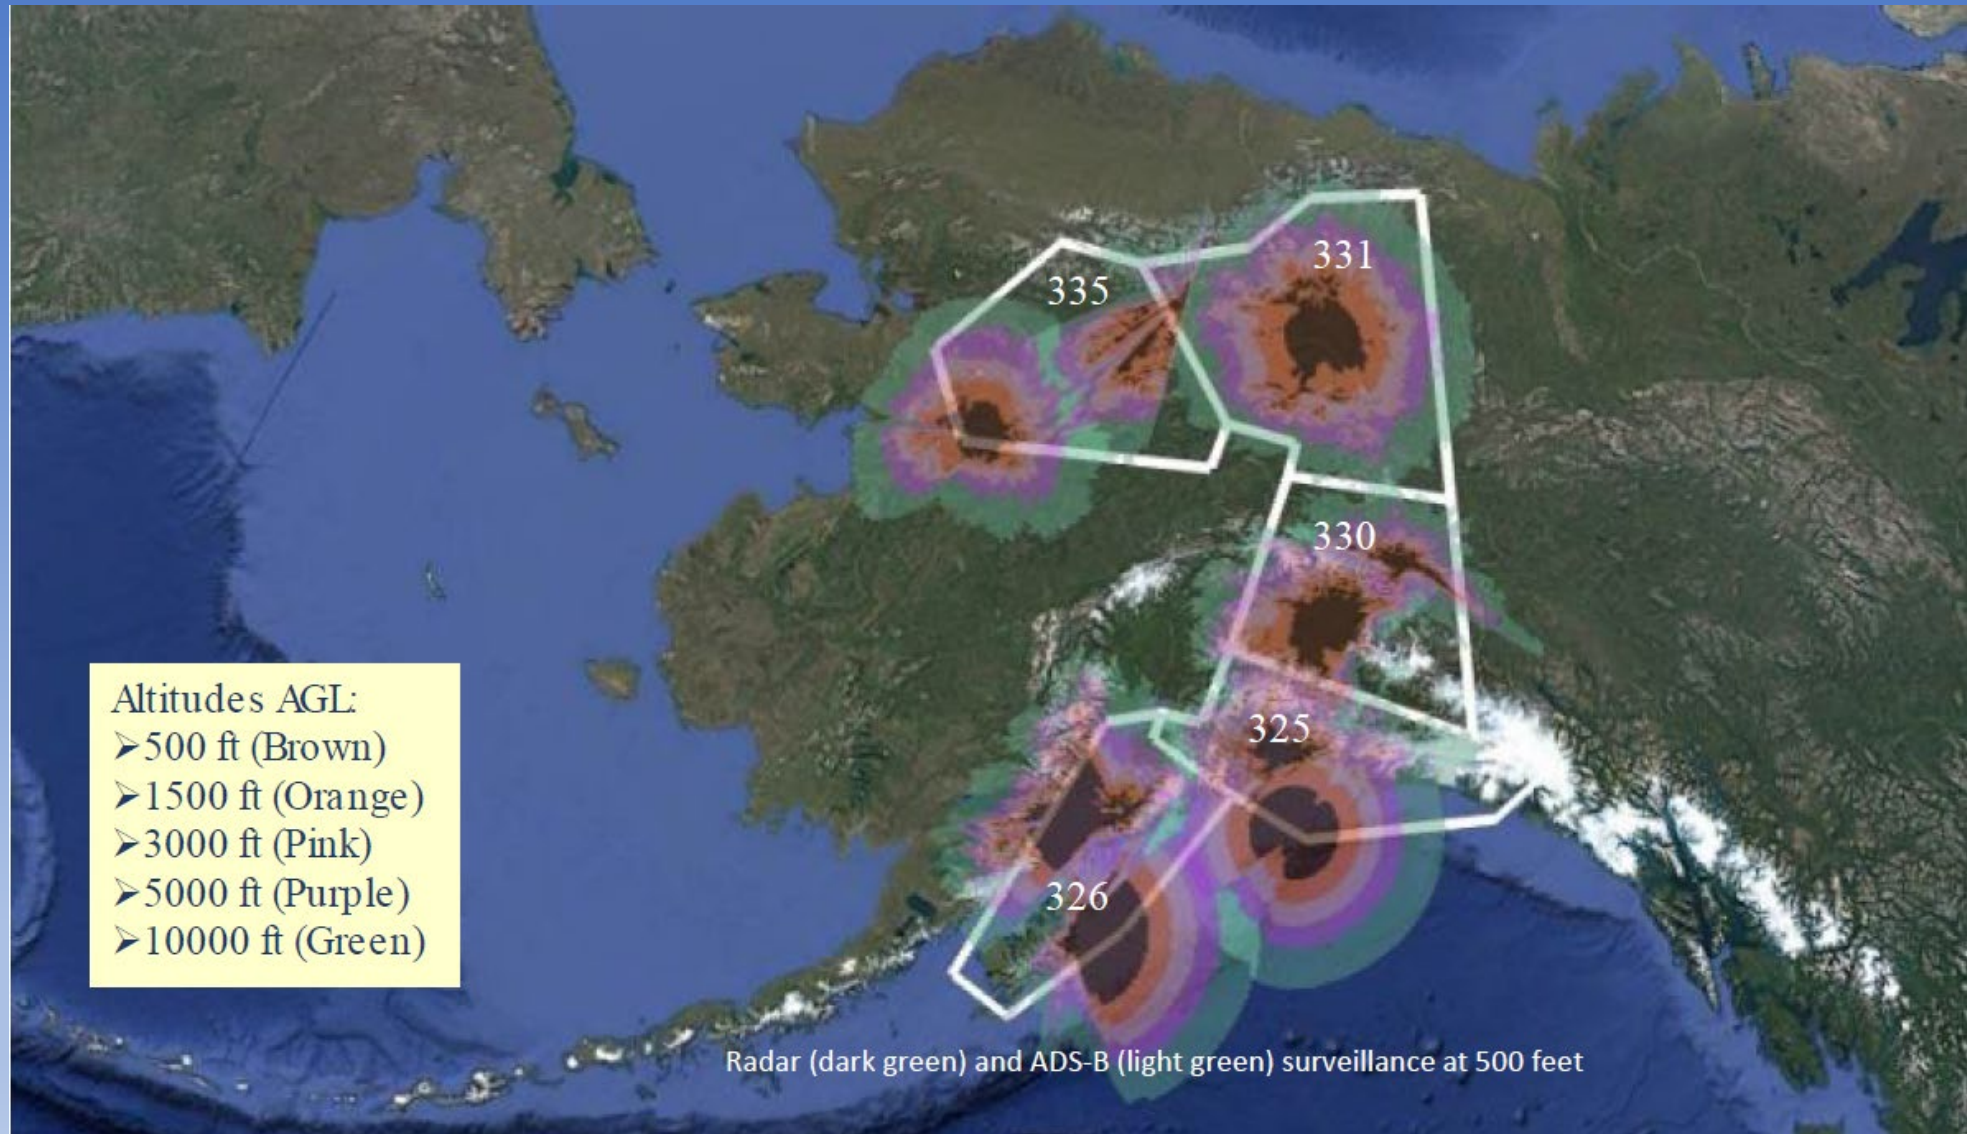 331
335
330
Altitudes AGL:
➢500 ft (Brown)
➢1500 ft (Orange)
➢3000 ft (Pink)
➢5000 ft (Purple)
➢10000 ft (Green)
325
326
Radar (dark green) and ADS-B (light green) surveillance at 500 feet